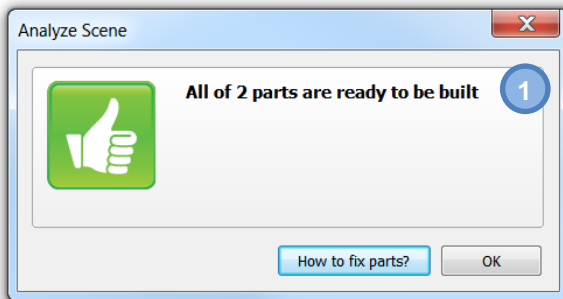 Analyze Scene
All of 2 parts are ready to be built
1
How to fix parts?
OK